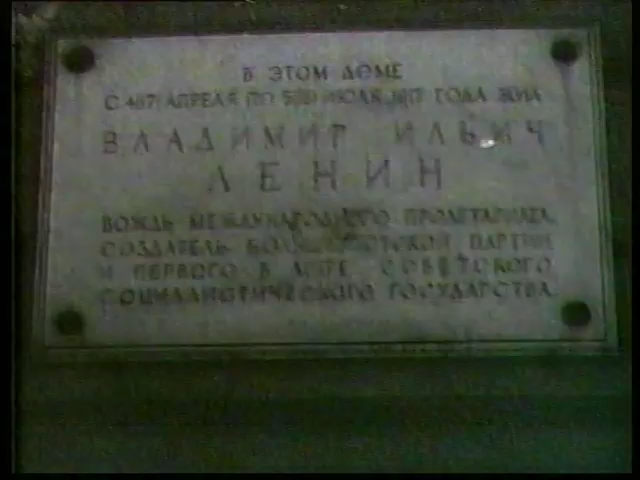 В ЭТОМ ДОМЕ
С 4(17) АПРЕЛЯ ПО 5(18) ИЮЛЯ 1917 ГОДА ЖИЛ
ВЛАДИМИР ИЛЬИЧ
ЛЕНИН
ВОЖДЬ МЕЖДУНАРОДНОГО ПРОЛЕТАРИАТА,
СОЗДАТЕЛЬ БОЛЬШЕВИСТСКОЙ ПАРТИИ
И ПЕРВОГО В МИРЕ СОВЕТСКОГО
СОЦИАЛИСТИЧЕСКОГО ГОСУДАРСТВА.